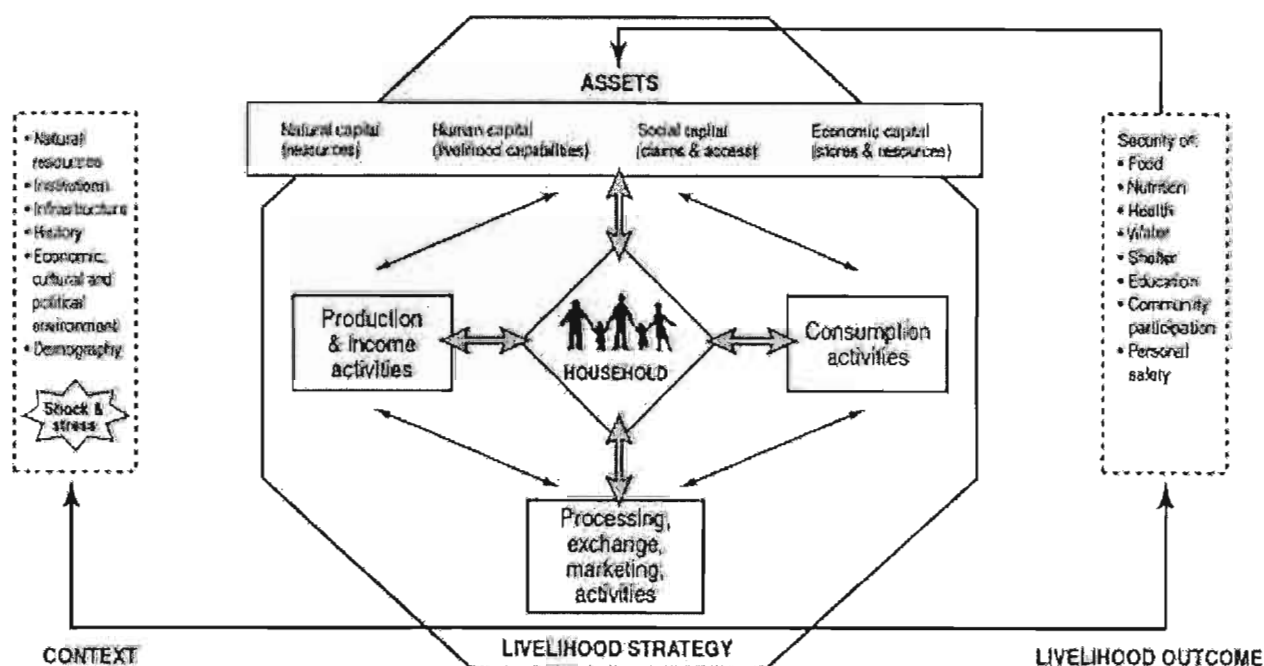 ASSETS
Natural capital
(resources)
Human capital
(livelihood capabilities)
Social capital
(claims & access)
Economic capital
(stores & resources)
• Natural
resources
• Institutions
• Infrastructure
• History
• Economic,
cultural and
political
environment
• Demography
Shock &
stress
Production
& income
activities
HOUSEHOLD
Consumption
activities
Processing,
exchange,
marketing,
activities
Security of:
• Food
• Nutrition
• Health
• Water
• Shelter
• Education
• Community
participation
• Personal
safety
CONTEXT
LIVELIHOOD STRATEGY
LIVELIHOOD OUTCOME